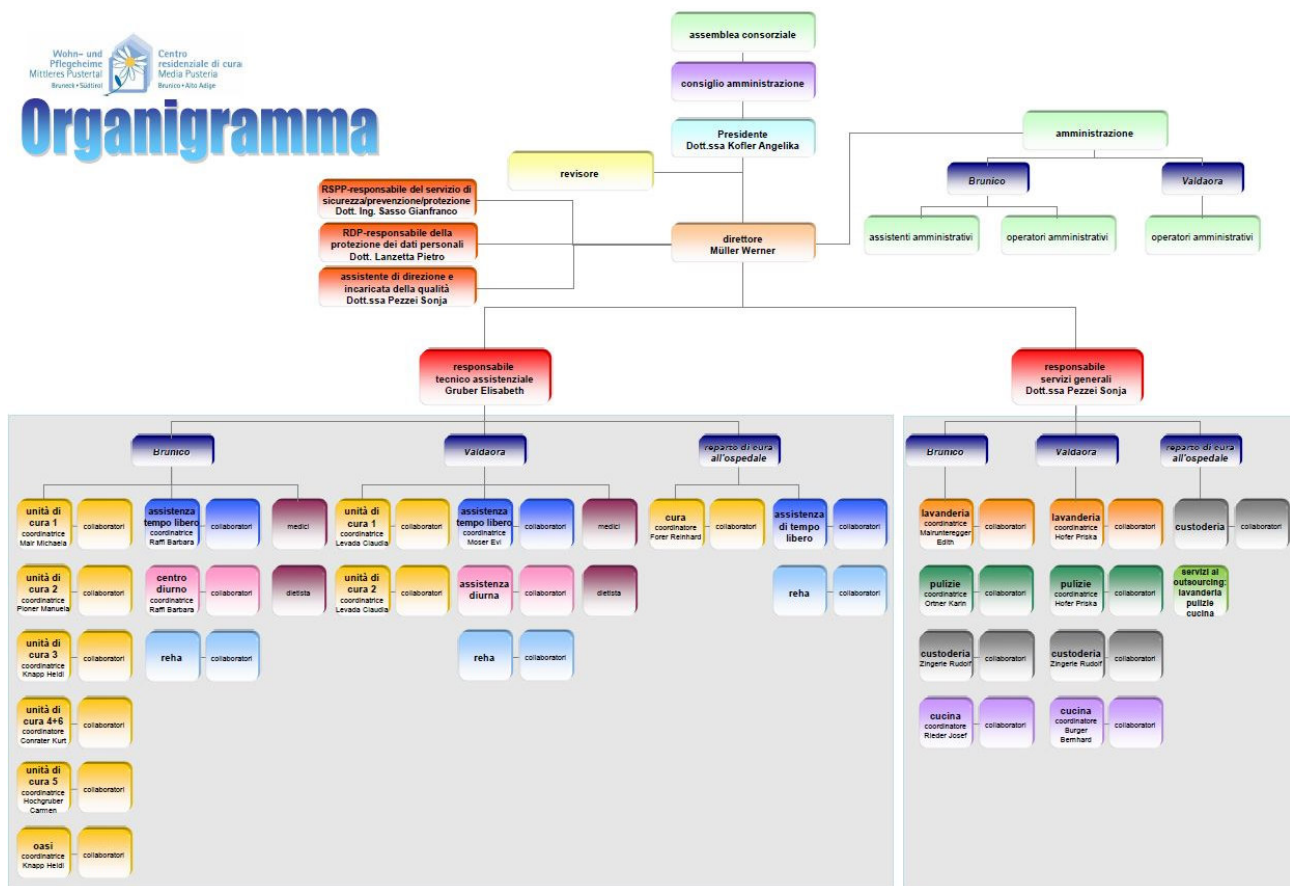 Wohn- und
Pflegeheime
Mittleres Pustertal
Bruneck • Südtirol
Centro
residenziale di cura
Media Pusteria
Brunico • Alto Adige
Organigramma
assemblea consorziale
consiglio amministrazione
Presidente
Dott.ssa Kofler Angelika
revisore
amministrazione
Brunico
Valdaora
assistenti amministrativi
operatori amministrativi
operatori amministrativi
RSPP-responsabile del servizio di
sicurezza/prevenzione/protezione
Dott. Ing. Sasso Gianfranco
RDP-responsabile della
protezione dei dati personali
Dott. Lanzetta Pietro
assistente di direzione e
incaricata della qualità
Dott.ssa Pezzei Sonja
direttore
Müller Werner
responsabile
tecnico assistenziale
Gruber Elisabeth
responsabile
servizi generali
Dott.ssa Pezzei Sonja
Brunico
unità di
cura 1
coordinatrice
Mair Michaela
collaboratori
assistenza
tempo libero
coordinatrice
Raffl Barbara
collaboratori
medici
unità di
cura 2
coordinatrice
Pioner Manuela
collaboratori
centro
diurno
coordinatrice
Raffl Barbara
collaboratori
dietista
unità di
cura 3
coordinatrice
Knapp Heidi
collaboratori
reha
collaboratori
unità di
cura 4+6
coordinatore
Conrater Kurt
collaboratori
unità di
cura 5
coordinatrice
Hochgruber
Carmen
collaboratori
oasi
coordinatrice
Knapp Heidi
collaboratori
Valdaora
unità di
cura 1
coordinatrice
Levada Claudia
collaboratori
assistenza
tempo libero
coordinatrice
Moser Evi
collaboratori
medici
unità di
cura 2
coordinatrice
Levada Claudia
collaboratori
assistenza
diurna
collaboratori
dietista
reha
collaboratori
reparto di cura
all'ospedale
cura
coordinatore
Forer Reinhard
collaboratori
assistenza
di tempo
libero
collaboratori
reha
collaboratori
Brunico
lavanderia
coordinatrice
Mairunteregger
Edith
collaboratori
pulizie
coordinatrice
Ortner Karin
collaboratori
custoderia
Zingerle Rudolf
collaboratori
cucina
coordinatore
Rieder Josef
collaboratori
Valdaora
lavanderia
coordinatrice
Hofer Priska
collaboratori
pulizie
coordinatrice
Hofer Priska
collaboratori
custoderia
Zingerle Rudolf
collaboratori
cucina
coordinatore
Burger
Bernhard
collaboratori
reparto di cura
all'ospedale
custoderia
collaboratori
servizi al
outsourcing:
lavanderia
pulizie
cucina